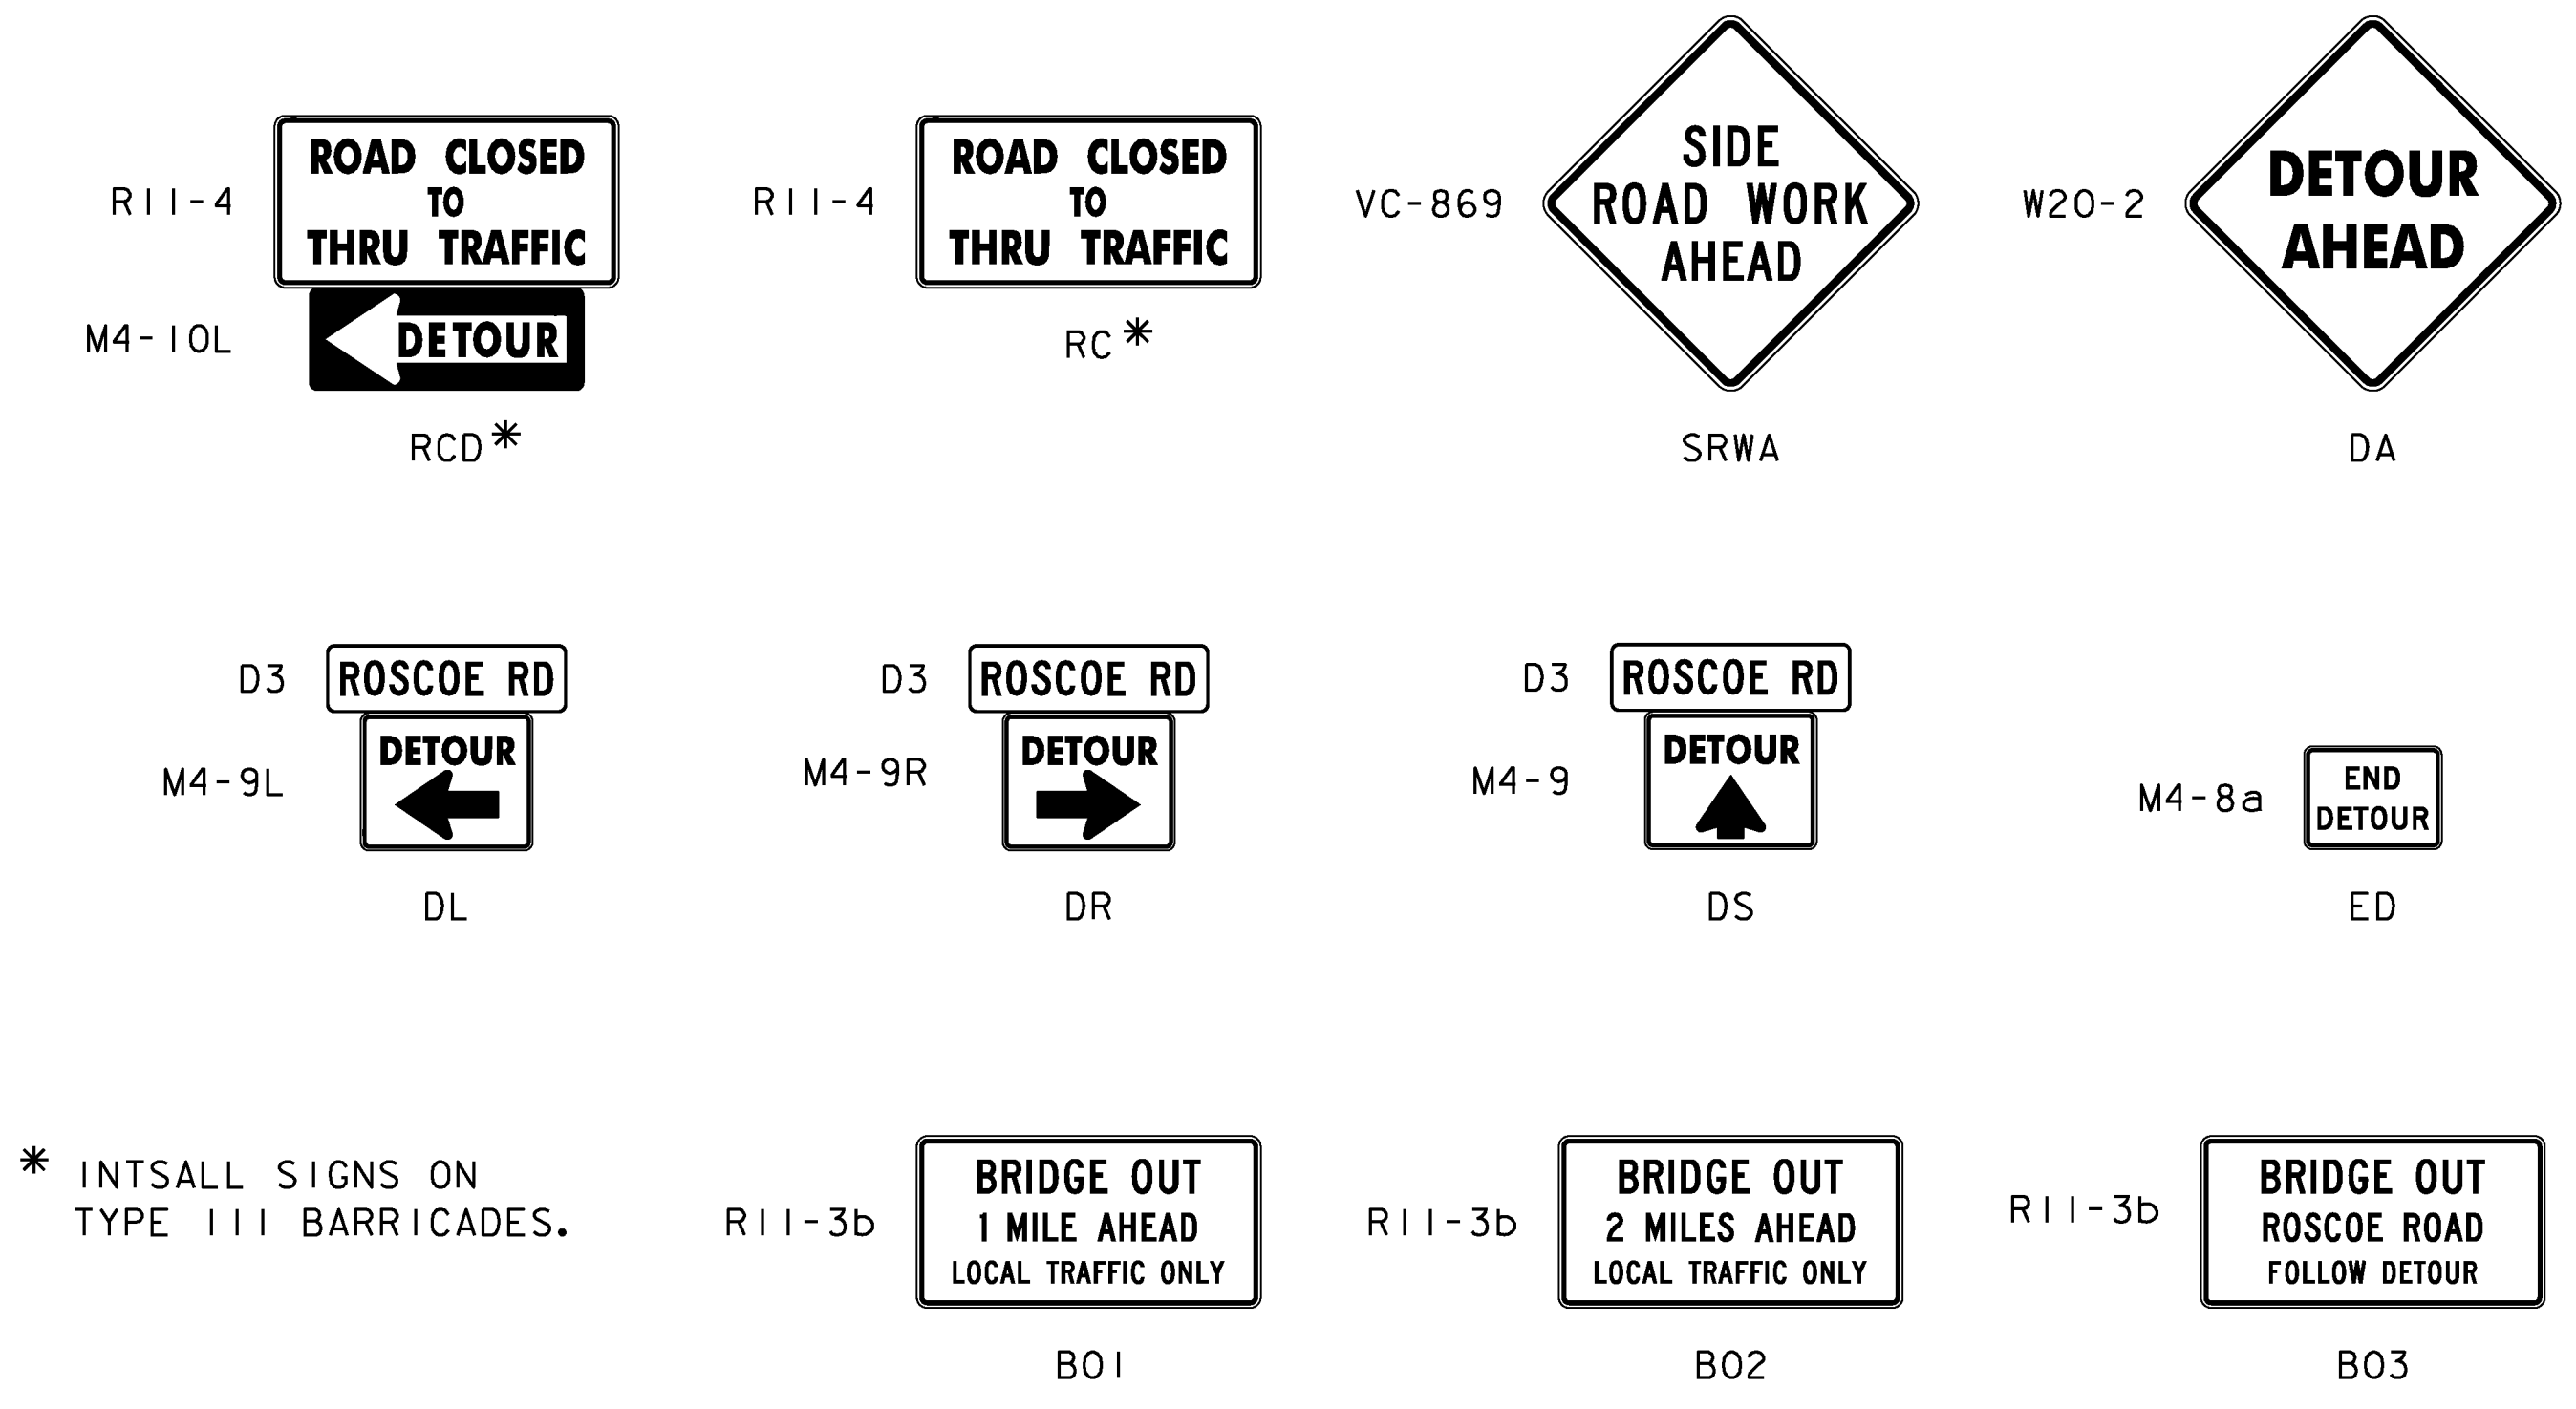 R11-4
ROAD CLOSED
TO
THRU TRAFFIC
M4-10L
DETOUR
RCD*
R11-4
ROAD CLOSED
TO
THRU TRAFFIC
RC*
VC-869
SIDE
ROAD WORK
AHEAD
SRWA
W20-2
DETOUR
AHEAD
DA
D3
ROSCOE RD
M4-9L
DETOUR
DL
D3
ROSCOE RD
M4-9R
DETOUR
DR
D3
ROSCOE RD
M4-9
DETOUR
DS
M4-8a
END
DETOUR
ED
* INTSALL SIGNS ON
TYPE III BARRICADES.
R11-3b
BRIDGE OUT
1 MILE AHEAD
LOCAL TRAFFIC ONLY
BO1
R11-3b
BRIDGE OUT
2 MILES AHEAD
LOCAL TRAFFIC ONLY
BO2
R11-3b
BRIDGE OUT
ROSCOE ROAD
FOLLOW DETOUR
BO3